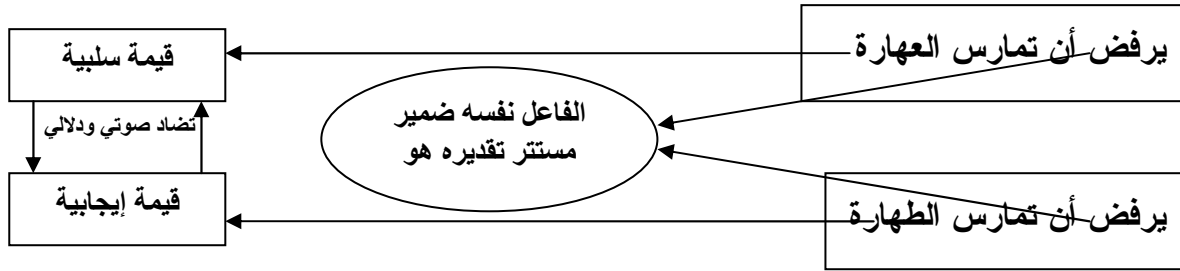 يرفض أن تمارس العهارة
قيمة سلبية
الفاعل نفسه ضمير
مستتر تقديره هو
تضاد صوتي ودلالي
يرفض أن تمارس الطهارة
قيمة إيجابية